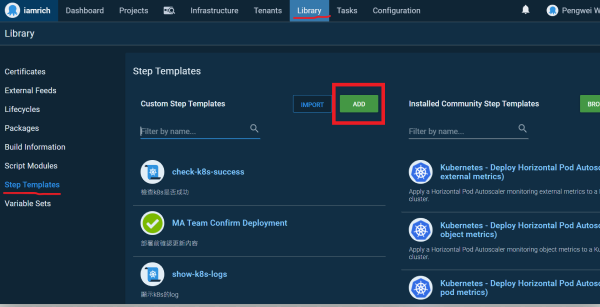 iamrich
Dashboard
Projects
Infrastructure
Tenants
Library
Tasks
Configuration
Pengwei W
Library
Certificates
External Feeds
Lifecycles
Packages
Build Information
Script Modules
Step Templates
Variable Sets
Step Templates
Custom Step Templates
IMPORT
ADD
Filter by name...
check-k8s-success
檢查k8s是否成功
MA Team Confirm Deployment
部署前確認更新內容
show-k8s-logs
顯示k8s的log
Installed Community Step Templates
BRO
Filter by name...
Kubernetes - Deploy Horizontal Pod Autoscaler
external metrics)
Apply a Horizontal Pod Autoscaler monitoring external metrics to a
cluster.
Kubernetes - Deploy Horizontal Pod Autosca
object metrics)
Apply a Horizontal Pod Autoscaler monitoring object metrics to a Ku
cluster.
Kubernetes - Deploy Horizontal Pod Autosca
pod metrics)